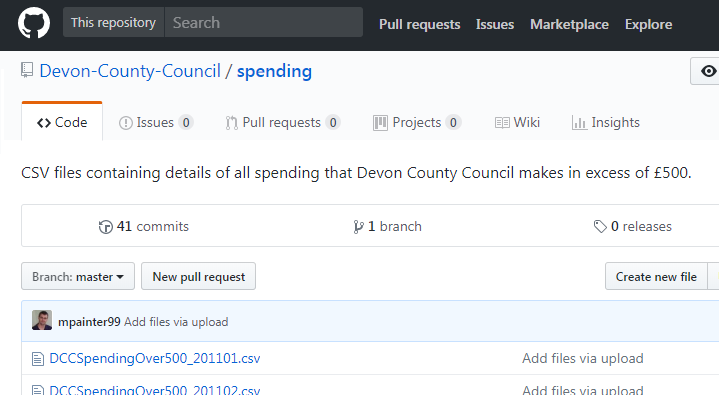 This repository Search Pull requests Issues Marketplace Explore
Devon-County-Council / spending
Code Issues 0 Pull requests 0 Projects 0 Wiki Insights
CSV files containing details of all spending that Devon County Council makes in excess of £500.
41 commits 1 branch 0 releases
Branch: master New pull request Create new file
mpainter99 Add files via upload
DCCSpendingOver500_201101.csv Add files via upload
DCCSpendingOver500_201102.csv Add files via upload